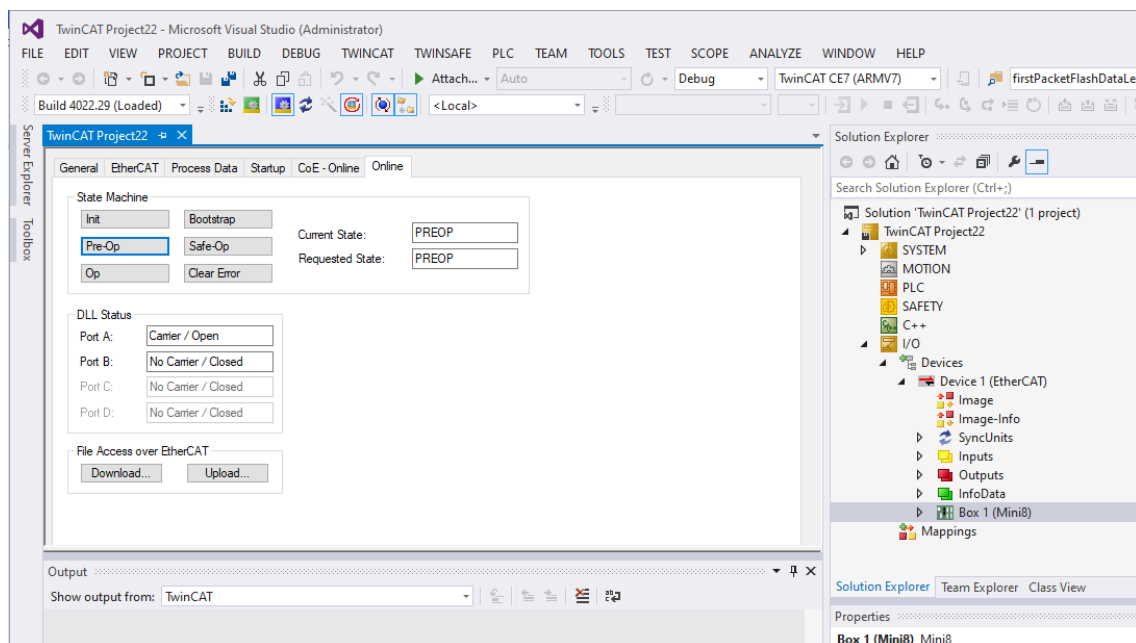 TwinCAT Project22 - Microsoft Visual Studio (Administrator)
FILE EDIT VIEW PROJECT BUILD DEBUG TWINCAT TWINSAFE PLC TEAM TOOLS TEST SCOPE ANALYZE WINDOW HELP
Attach... Auto Debug TwinCAT CE7 (ARMV7) firstPacketFlashDataLe
Build 4022.29 (Loaded) <Local>
Server Explorer
Toolbox
TwinCAT Project22
General EtherCAT Process Data Startup CoE - Online Online
State Machine
Init Bootstrap
Pre-Op Safe-Op
Op Clear Error
Current State: PREOP
Requested State: PREOP
DLL Status
Port A: Carrier / Open
Port B: No Carrier / Closed
Port C: No Carrier / Closed
Port D: No Carrier / Closed
File Access over EtherCAT
Download... Upload...
Output
Show output from: TwinCAT
Solution Explorer
Search Solution Explorer (Ctrl+;)
Solution 'TwinCAT Project22' (1 project)
TwinCAT Project22
SYSTEM
MOTION
PLC
SAFETY
C++
I/O
Devices
Device 1 (EtherCAT)
Image
Image-Info
SyncUnits
Inputs
Outputs
InfoData
Box 1 (Mini8)
Mappings
Solution Explorer Team Explorer Class View
Properties
Box 1 (Mini8) Mini8